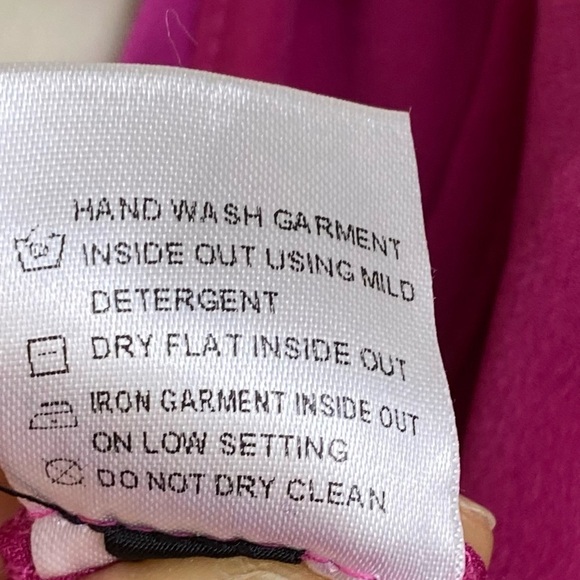 HAND WASH GARMENT
INSIDE OUT USING MILD
DETERGENT
DRY FLAT INSIDE OUT
IRON GARMENT INSIDE OUT
ON LOW SETTING
DO NOT DRY CLEAN